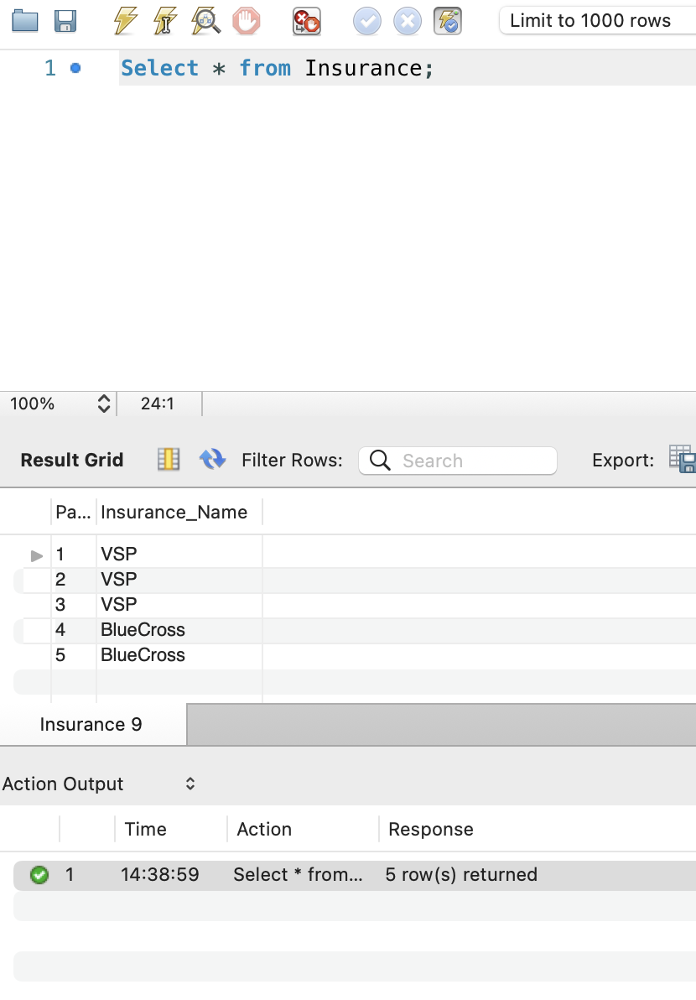 Limit to 1000 rows
1 Select * from Insurance;
100% 24:1
Result Grid Filter Rows: Search Export:
Pa... Insurance_Name
1 VSP
2 VSP
3 VSP
4 BlueCross
5 BlueCross
Insurance 9
Action Output
Time Action Response
1 14:38:59 Select * from... 5 row(s) returned